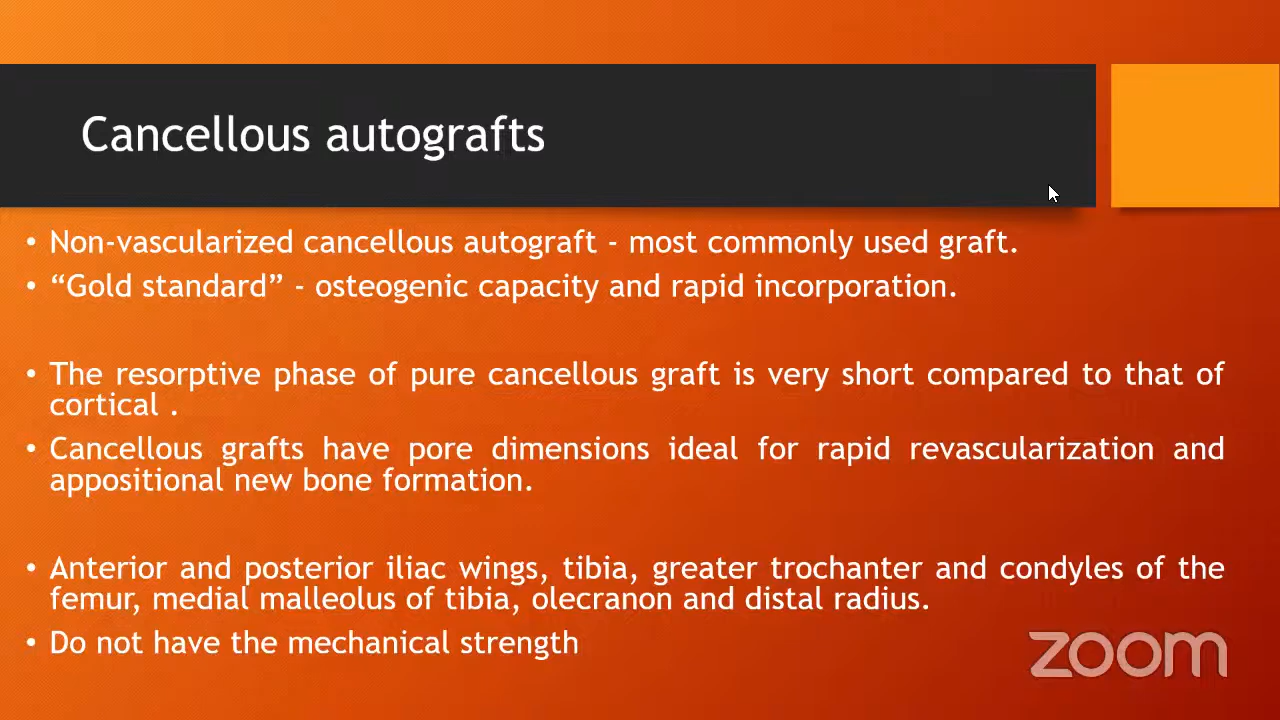 Cancellous autografts
• Non-vascularized cancellous autograft - most commonly used graft.
• “Gold standard” - osteogenic capacity and rapid incorporation.
• The resorptive phase of pure cancellous graft is very short compared to that of
cortical .
• Cancellous grafts have pore dimensions ideal for rapid revascularization and
appositional new bone formation.
• Anterior and posterior iliac wings, tibia, greater trochanter and condyles of the
femur, medial malleolus of tibia, olecranon and distal radius.
• Do not have the mechanical strength
zoom